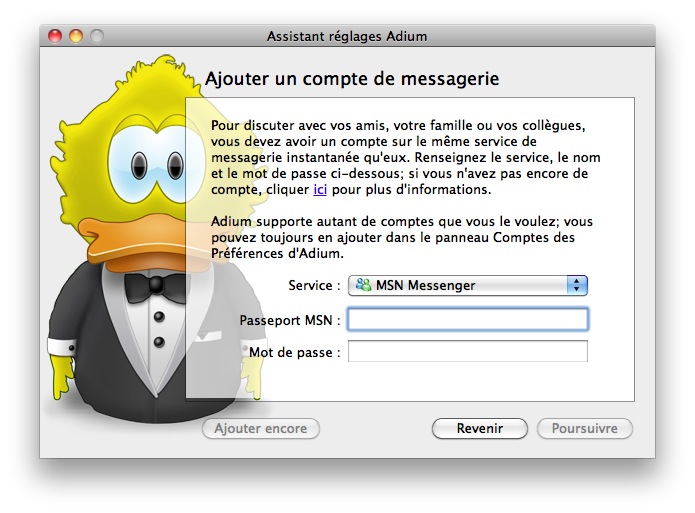 Assistant réglages Adium
Ajouter un compte de messagerie
Pour discuter avec vos amis, votre famille ou vos collègues,
vous devez avoir un compte sur le même service de
messagerie instantanée qu'eux. Renseignez le service, le nom
et le mot de passe ci-dessous; si vous n'avez pas encore de
compte, cliquer ici pour plus d'informations.
Adium supporte autant de comptes que vous le voulez; vous
pouvez toujours en ajouter dans le panneau Comptes des
Préférences d'Adium.
Service : MSN Messenger
Passeport MSN :
Mot de passe :
Ajouter encore Revenir Poursuivre